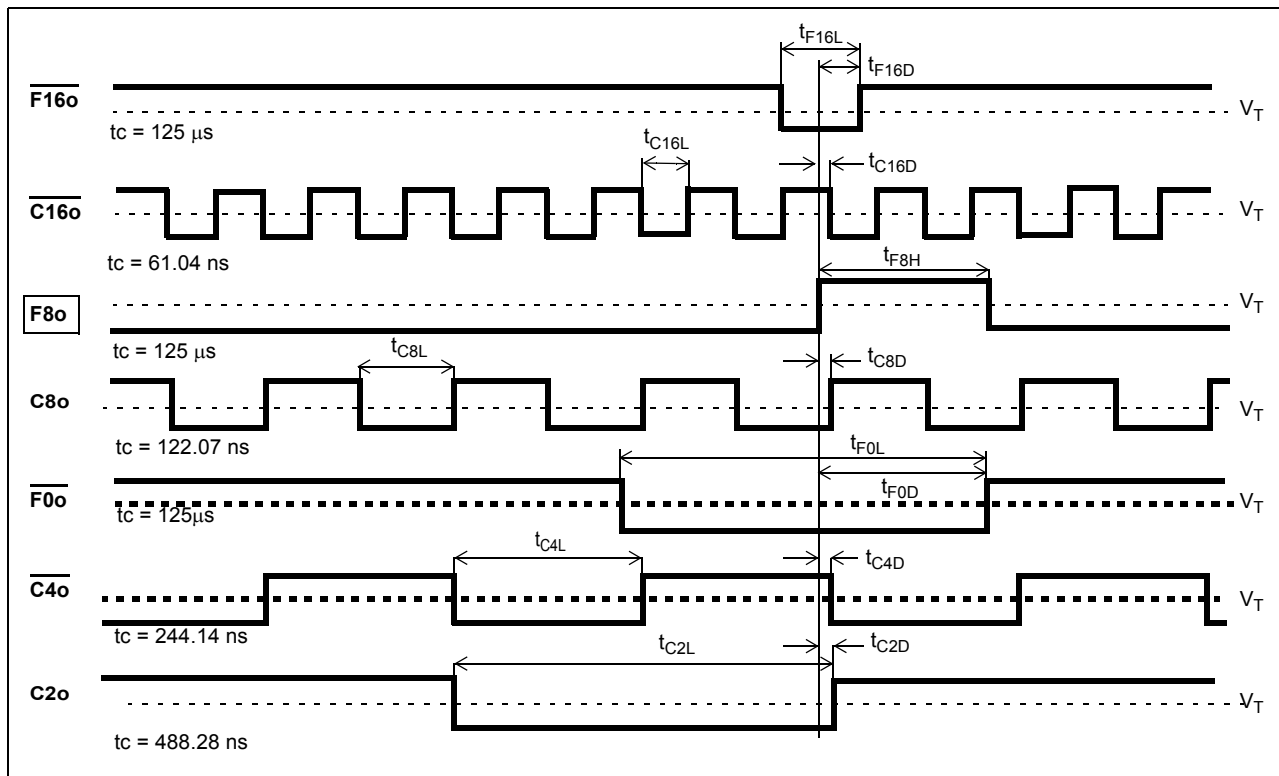 tF16L
tF16D
F16o
VT
tc = 125 μs
tC16L
tC16D
C16o
VT
tc = 61.04 ns
tF8H
F8o
VT
tc = 125 μs
tC8L
tC8D
C8o
VT
tc = 122.07 ns
tF0L
F0o
tF0D
VT
tc = 125μs
tC4L
tC4D
C4o
VT
tc = 244.14 ns
tC2L
tC2D
C2o
VT
tc = 488.28 ns